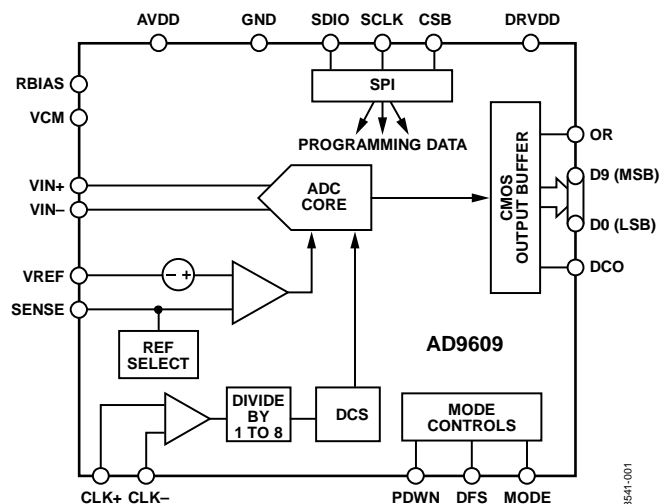 AVDD GND SDIO SCLK CSB DRVDD
RBIAS
VCM
SPI
PROGRAMMING DATA
VIN+
VIN–
ADC
CORE
CMOS
OUTPUT BUFFER
OR
D9 (MSB)
D0 (LSB)
DCO
VREF
– +
SENSE
REF
SELECT
AD9609
DIVIDE
BY
1 TO 8
DCS
MODE
CONTROLS
CLK+ CLK– PDWN DFS MODE